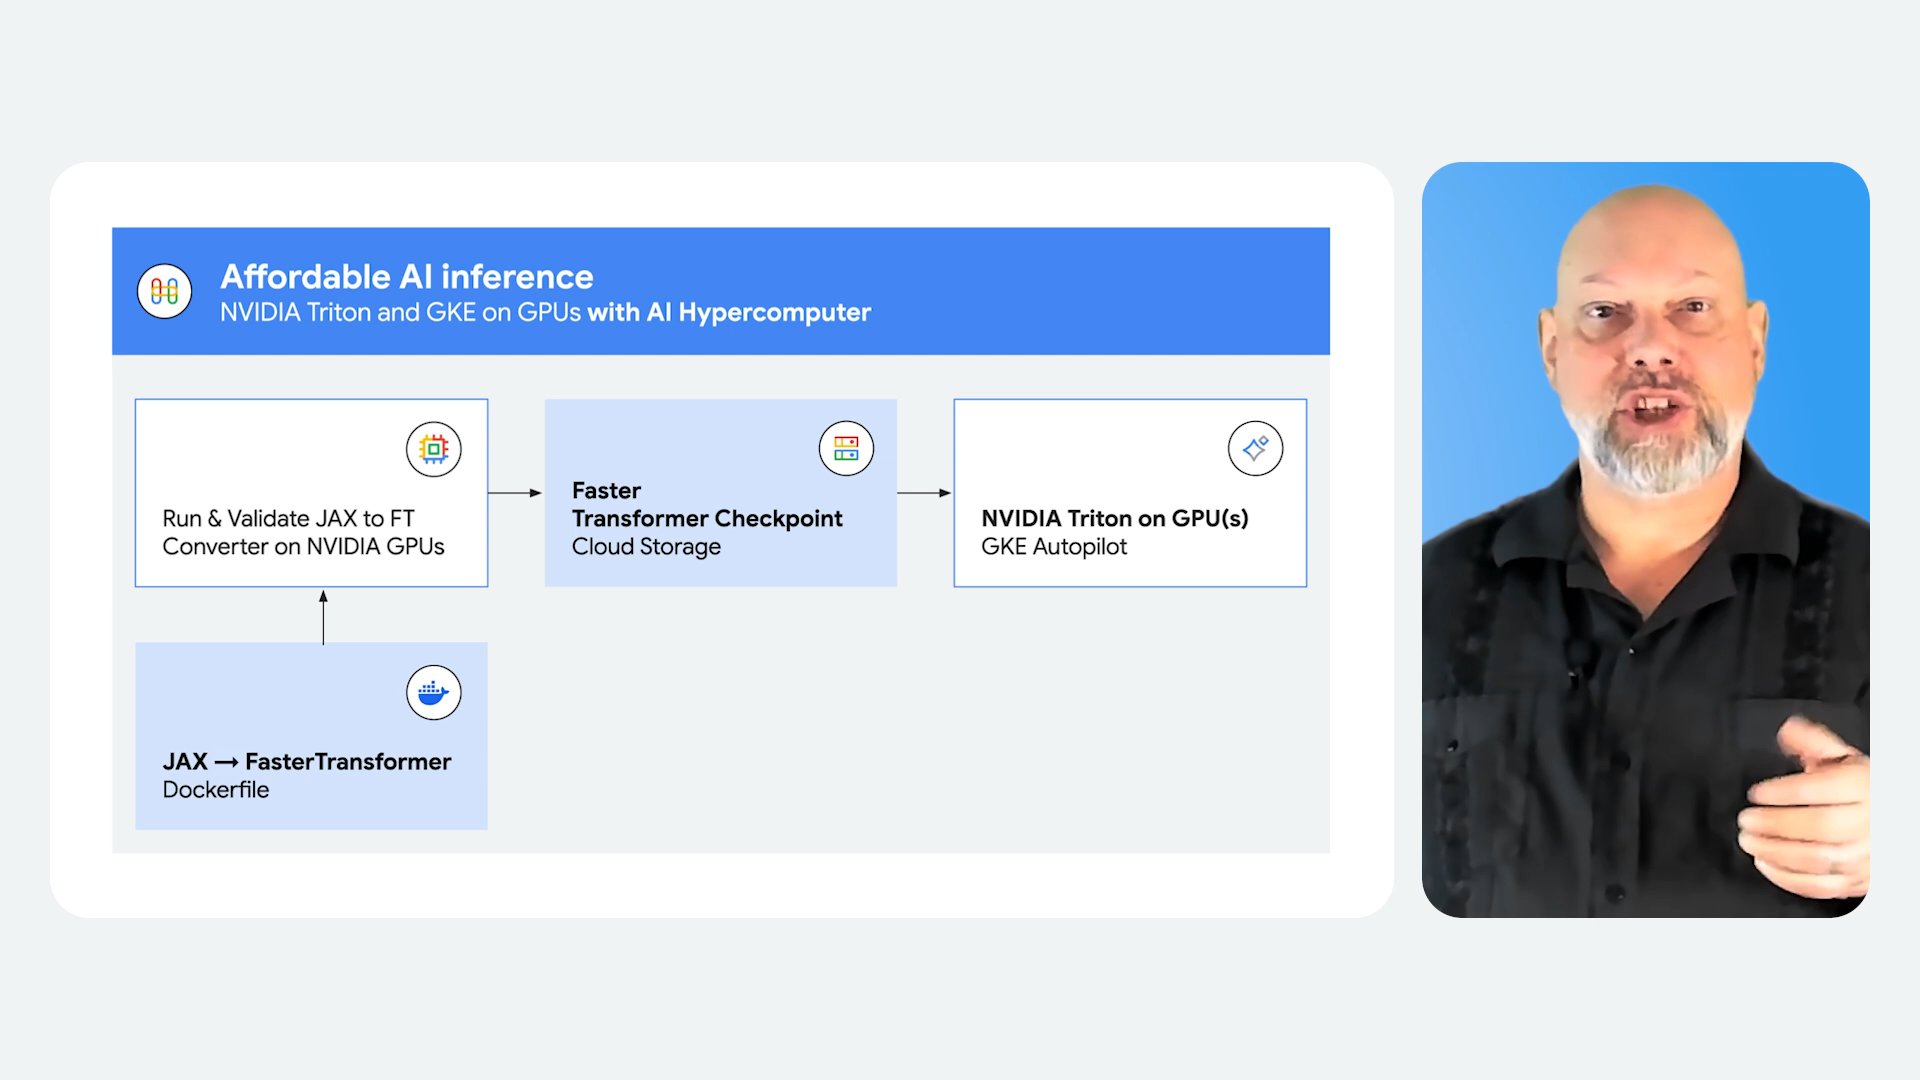 Affordable AI inference
NVIDIA Triton and GKE on GPUs with AI Hypercomputer
Run & Validate JAX to FT
Converter on NVIDIA GPUs
Faster
Transformer Checkpoint
Cloud Storage
NVIDIA Triton on GPU(s)
GKE Autopilot
JAX → FasterTransformer
Dockerfile